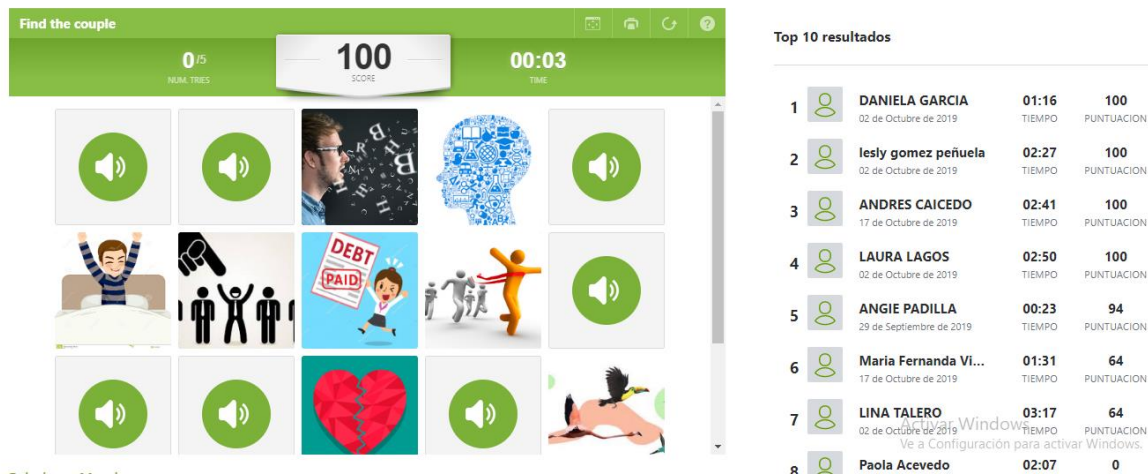 Find the couple
0/5
NUM. TRIES
100
SCORE
00:03
TIME
DEBT
PAID
Top 10 resultados
1 DANIELA GARCIA 01:16 100
02 de Octubre de 2019 TIEMPO PUNTUACION
2 lesly gomez peñuela 02:27 100
02 de Octubre de 2019 TIEMPO PUNTUACION
3 ANDRES CAICEDO 02:41 100
17 de Octubre de 2019 TIEMPO PUNTUACION
4 LAURA LAGOS 02:50 100
02 de Octubre de 2019 TIEMPO PUNTUACION
5 ANGIE PADILLA 00:23 94
29 de Septiembre de 2019 TIEMPO PUNTUACION
6 Maria Fernanda Vi... 01:31 64
17 de Octubre de 2019 TIEMPO PUNTUACION
7 LINA TALERO 03:17 64
02 de Octubre de 2019 TIEMPO PUNTUACION
Activar Windows
Ve a Configuración para activar Windows.
8 Paola Acevedo 02:07 0